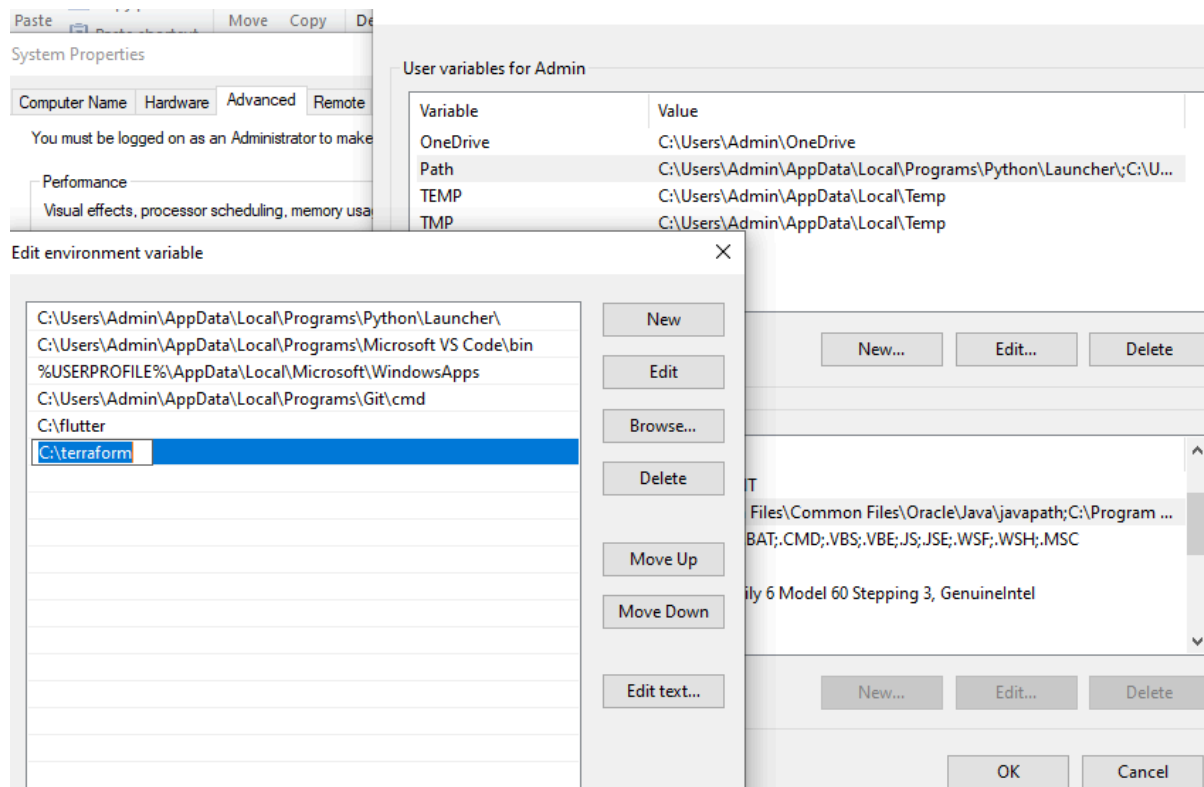 Paste
Move Copy
System Properties
Computer Name Hardware Advanced Remote
You must be logged on as an Administrator to make
Performance
Visual effects, processor scheduling, memory usa
User variables for Admin
Variable Value
OneDrive C:\Users\Admin\OneDrive
Path C:\Users\Admin\AppData\Local\Programs\Python\Launcher\;C:\U...
TEMP C:\Users\Admin\AppData\Local\Temp
TMP C:\Users\Admin\AppData\Local\Temp
New... Edit... Delete
Edit environment variable
C:\Users\Admin\AppData\Local\Programs\Python\Launcher\
C:\Users\Admin\AppData\Local\Programs\Microsoft VS Code\bin
%USERPROFILE%\AppData\Local\Microsoft\WindowsApps
C:\Users\Admin\AppData\Local\Programs\Git\cmd
C:\flutter
C:\terraform
New
Edit
Browse...
Delete
Move Up
Move Down
Edit text...
IT
Files\Common Files\Oracle\Java\javapath;C:\Program ...
BAT;.CMD;.VBS;.VBE;.JS;.JSE;.WSF;.WSH;.MSC
ily 6 Model 60 Stepping 3, GenuineIntel
New... Edit... Delete
OK Cancel